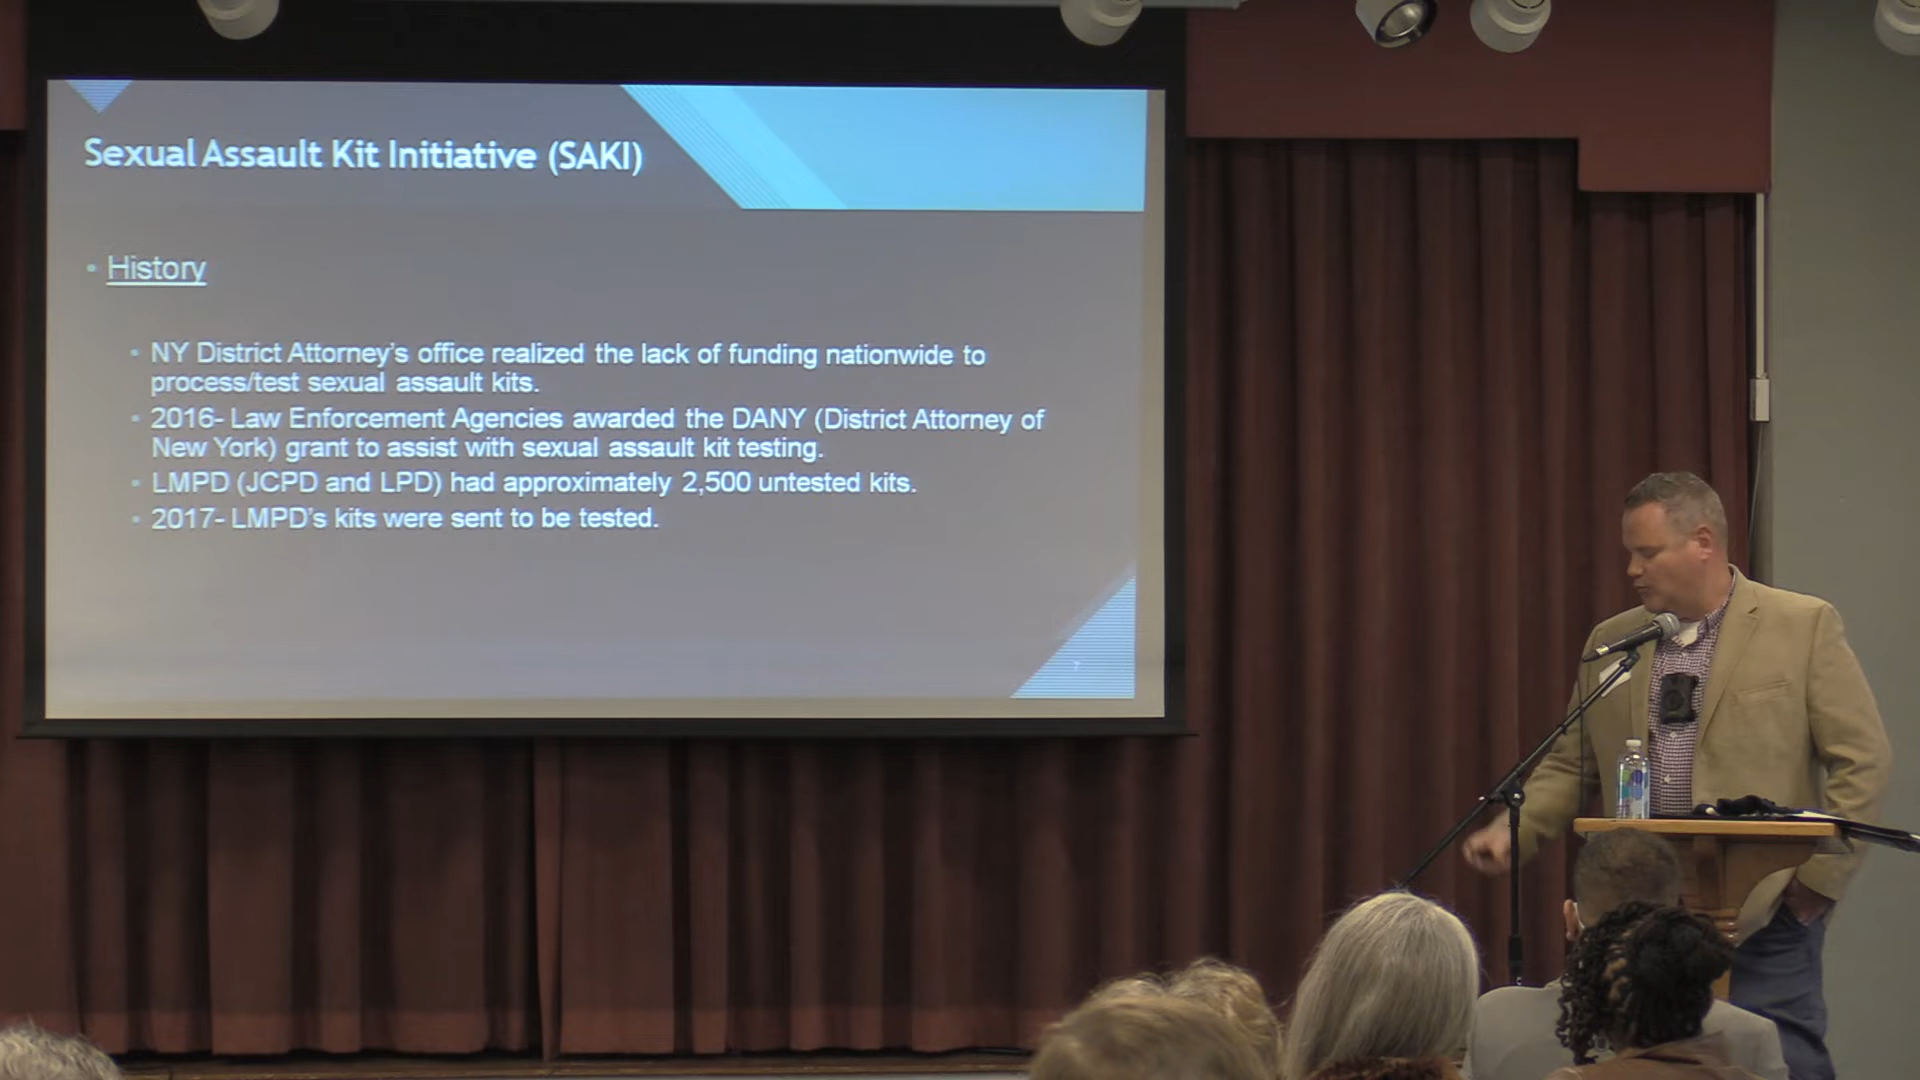 Sexual Assault Kit Initiative (SAKI)
• History
• NY District Attorney's office realized the lack of funding nationwide to
process/test sexual assault kits.
• 2016- Law Enforcement Agencies awarded the DANY (District Attorney of
New York) grant to assist with sexual assault kit testing.
• LMPD (JCPD and LPD) had approximately 2,500 untested kits.
• 2017- LMPD's kits were sent to be tested.
7